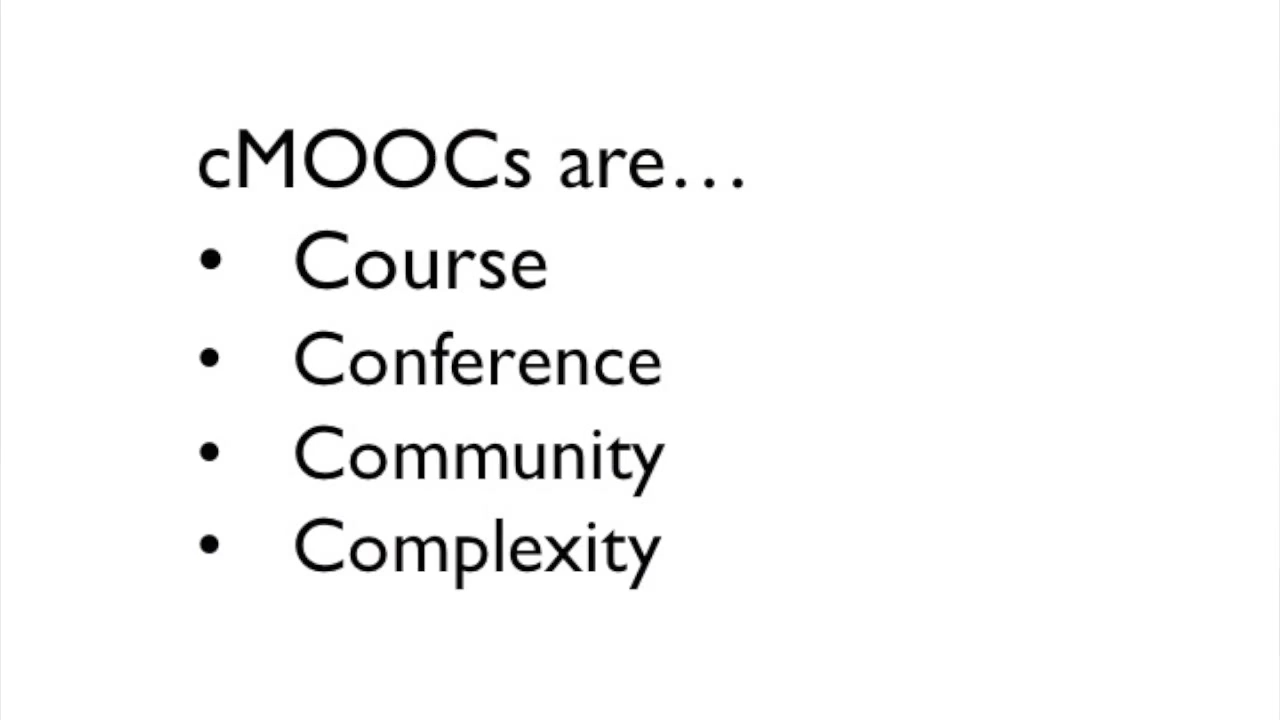 cMOOCs are…
• Course
• Conference
• Community
• Complexity